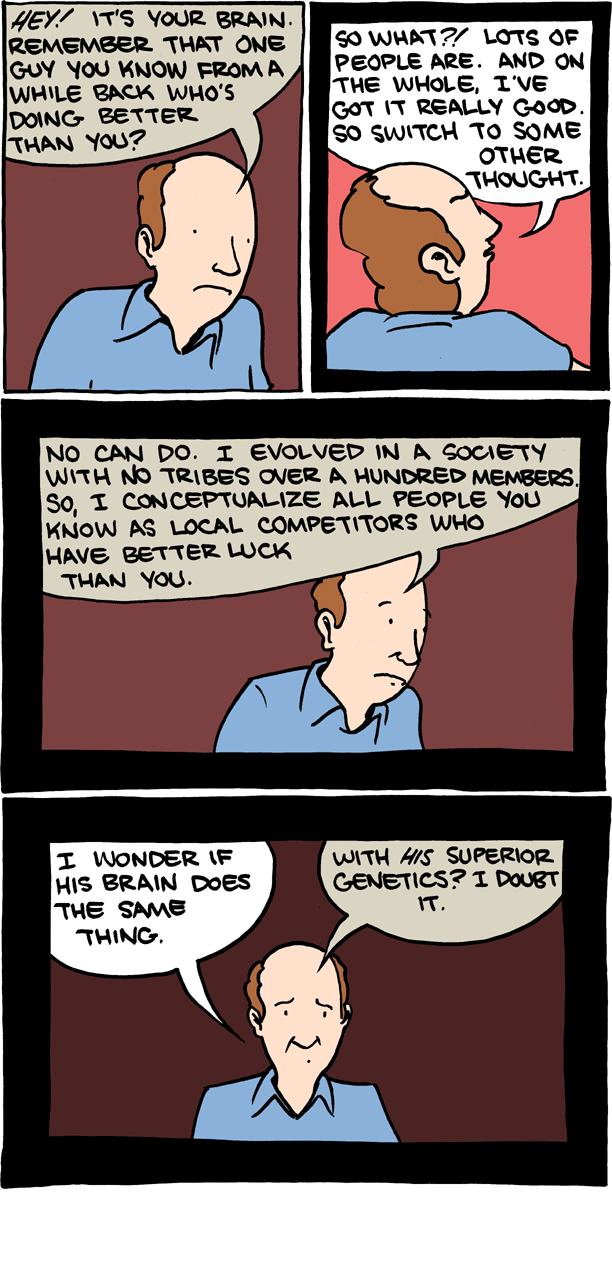 HEY! IT'S YOUR BRAIN.
REMEMBER THAT ONE
GUY YOU KNOW FROM A
WHILE BACK WHO'S
DOING BETTER
THAN YOU?
SO WHAT?! LOTS OF
PEOPLE ARE. AND ON
THE WHOLE, I'VE
GOT IT REALLY GOOD.
SO SWITCH TO SOME
OTHER
THOUGHT.
NO CAN DO. I EVOLVED IN A SOCIETY
WITH NO TRIBES OVER A HUNDRED MEMBERS.
SO, I CONCEPTUALIZE ALL PEOPLE YOU
KNOW AS LOCAL COMPETITORS WHO
HAVE BETTER LUCK
THAN YOU.
I WONDER IF
HIS BRAIN DOES
THE SAME
THING.
WITH HIS SUPERIOR
GENETICS? I DOUBT
IT.